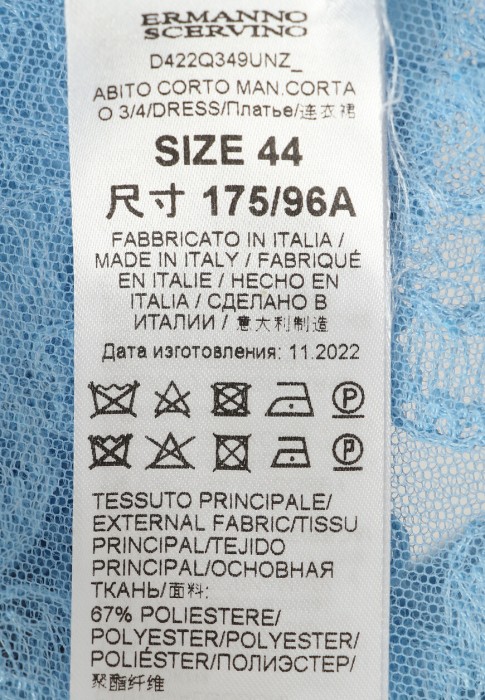 ERMANNO
SCERVINO
D422Q349UNZ_
ABITO CORTO MAN.CORTA
O 3/4/DRESS/Платье/连衣裙
SIZE 44
尺寸 175/96A
FABBRICATO IN ITALIA /
MADE IN ITALY / FABRIQUÉ
EN ITALIE / HECHO EN
ITALIA / СДЕЛАНО В
ИТАЛИИ / 意大利制造
Дата изготовления: 11.2022
P
P
TESSUTO PRINCIPALE/
EXTERNAL FABRIC/TISSU
PRINCIPAL/TEJIDO
PRINCIPAL/ОСНОВНАЯ
ТКАНЬ/面料:
67% POLIESTERE/
POLYESTER/POLYESTER/
POLIÉSTER/ПОЛИЭСТЕР/
聚酯纤维